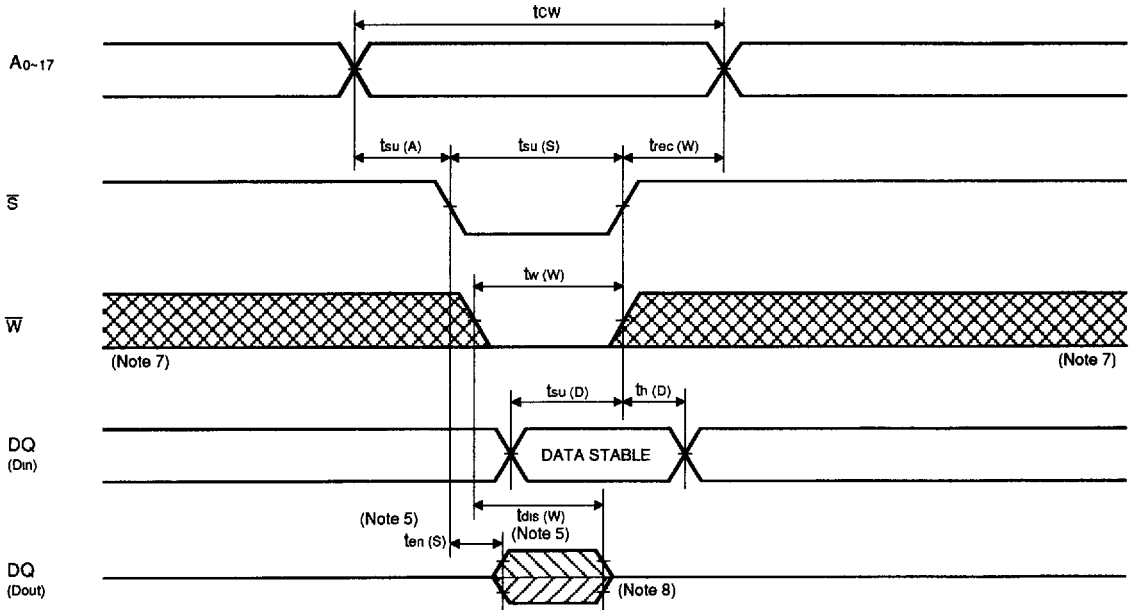 tCW
A0~17
tsu (A)
tsu (S)
trec (W)
S̅
tw (W)
W̅
(Note 7)
(Note 7)
tsu (D)
th (D)
DQ
(Din)
DATA STABLE
tdis (W)
(Note 5)
(Note 5)
ten (S)
DQ
(Dout)
(Note 8)